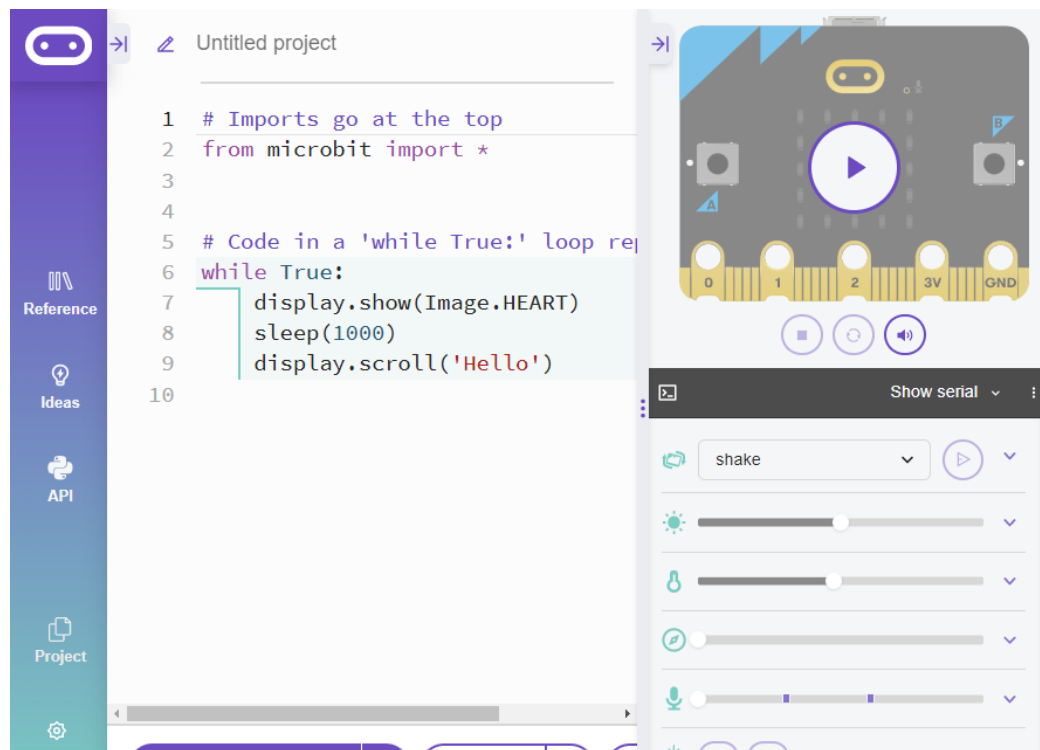 Untitled project
1 # Imports go at the top
2 from microbit import *
3
4
5 # Code in a 'while True:' loop rep
6 while True:
7 display.show(Image.HEART)
8 sleep(1000)
9 display.scroll('Hello')
10
Reference
Ideas
API
Project
A
B
0 1 2 3V GND
Show serial
shake